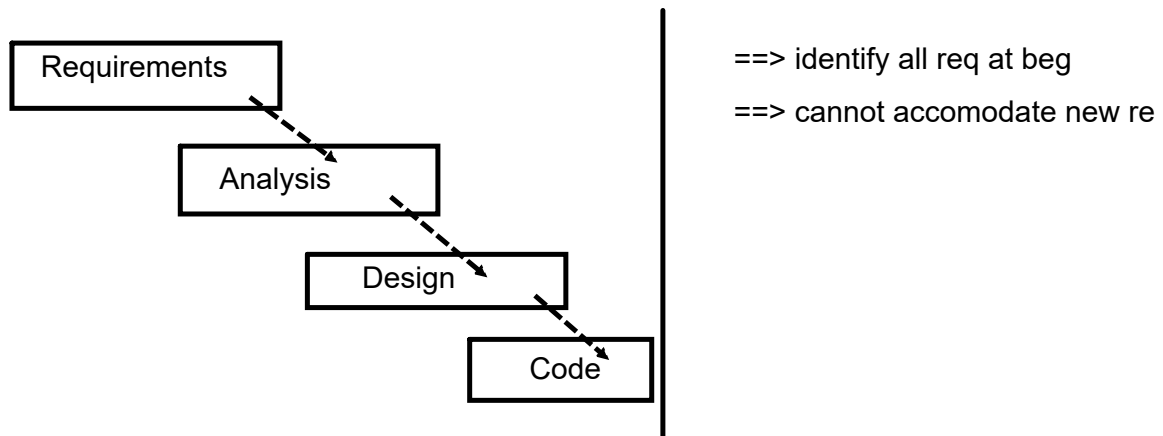 Requirements
Analysis
Design
Code
==> identify all req at beg
==> cannot accomodate new re